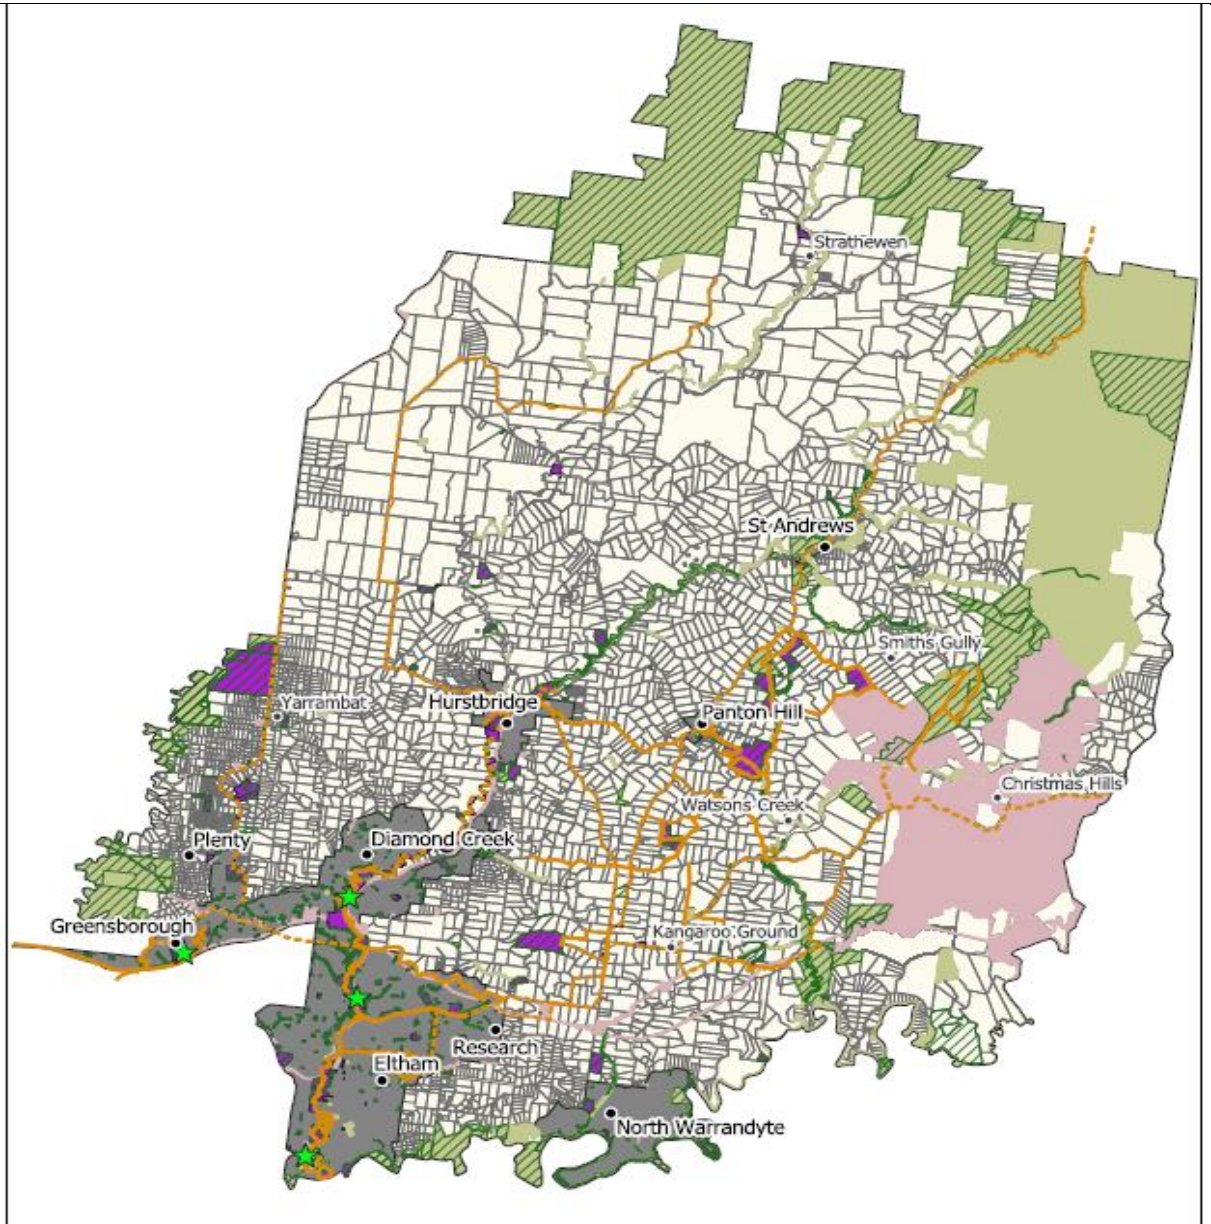 Strathewen
St Andrews
Smiths Gully
Yarrambat
Hurstbridge
Panton Hill
Christmas Hills
Watsons Creek
Plenty
Diamond Creek
Greensborough
Kangaroo Ground
Research
Eltham
North Warrandyte